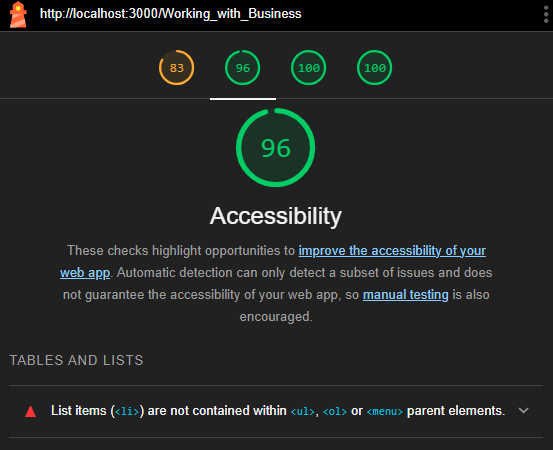 http://localhost:3000/Working_with_Business
83 96 100 100
96
Accessibility
These checks highlight opportunities to improve the accessibility of your
web app. Automatic detection can only detect a subset of issues and does
not guarantee the accessibility of your web app, so manual testing is also
encouraged.
TABLES AND LISTS
List items (<li>) are not contained within <ul>, <ol> or <menu> parent elements.